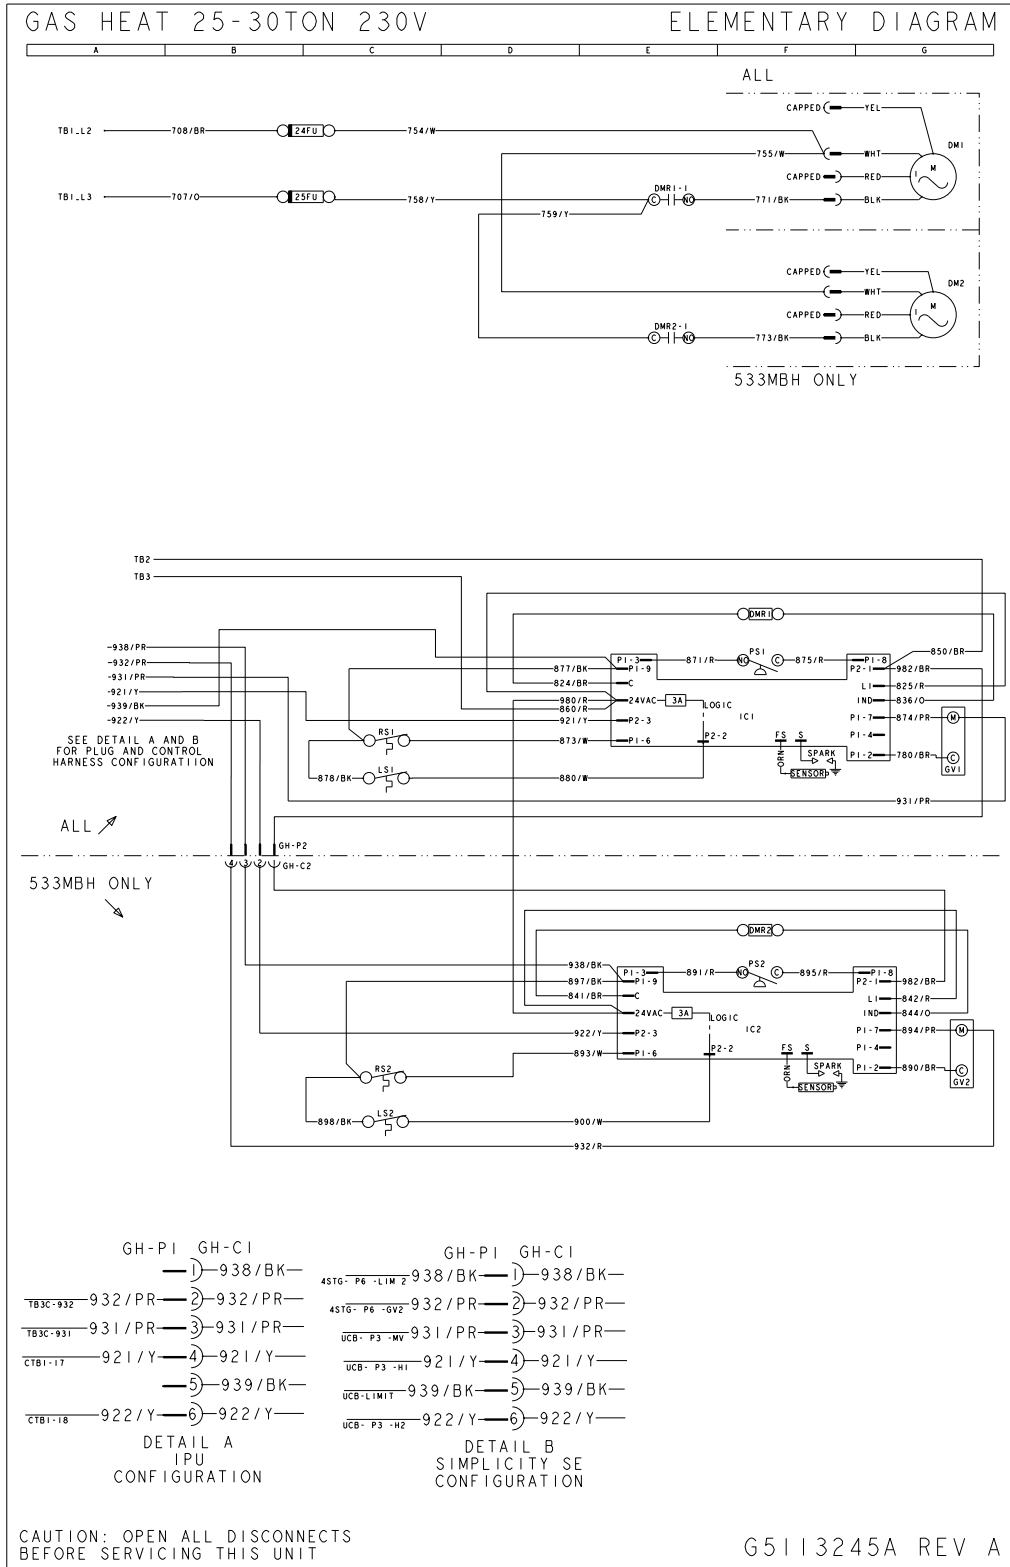 GAS HEAT 25-30TON 230V
ELEMENTARY DIAGRAM
A B C D E F G
ALL
CAPPED YEL
TB1_L2 708/BR 24FU 754/W
755/W WHT DM1
M
1
CAPPED RED
TB1_L3 707/O 25FU 758/Y DMR1-1 C NO 771/BK BLK
759/Y
CAPPED YEL
WHT DM2
M
1
CAPPED RED
DMR2-1
C NO 773/BK BLK
533MBH ONLY
TB2
TB3
DMR1
-938/PR
-932/PR
-931/PR
-921/Y
-939/BK
-922/Y
SEE DETAIL A AND B
FOR PLUG AND CONTROL
HARNESS CONFIGURATIION
PS1
P1-3 871/R NO C 875/R P1-8 850/BR
877/BK P1-9 P2-1 982/BR
824/BR C L1 825/R
980/R 24VAC 3A LOGIC IND 836/O
860/R
921/Y P2-3 IC1 P1-7 874/PR M
RS1 873/W P1-6 P2-2 FS S P1-4
SPARK P1-2 780/BR C
ORN
878/BK LS1 880/W SENSOR GV1
931/PR
ALL
GH-P2
4 3 2 1
GH-C2
533MBH ONLY
DMR2
938/BK PS2
P1-3 891/R NO C 895/R P1-8
897/BK P1-9 P2-1 982/BR
841/BR C L1 842/R
24VAC 3A LOGIC IND 844/O
922/Y P2-3 IC2 P1-7 894/PR M
893/W P1-6 P2-2 FS S P1-4
RS2 SPARK P1-2 890/BR C
ORN
SENSOR GV2
898/BK LS2 900/W
932/R
GH-P1 GH-C1
1 938/BK
TB3C-932 932/PR 2 932/PR
TB3C-931 931/PR 3 931/PR
CTB1-17 921/Y 4 921/Y
5 939/BK
CTB1-18 922/Y 6 922/Y
DETAIL A
IPU
CONFIGURATION
GH-P1 GH-C1
4STG- P6 -LIM 2 938/BK 1 938/BK
4STG- P6 -GV2 932/PR 2 932/PR
UCB- P3 -MV 931/PR 3 931/PR
UCB- P3 -H1 921/Y 4 921/Y
UCB-LIMIT 939/BK 5 939/BK
UCB- P3 -H2 922/Y 6 922/Y
DETAIL B
SIMPLICITY SE
CONFIGURATION
CAUTION: OPEN ALL DISCONNECTS
BEFORE SERVICING THIS UNIT
G5113245A REV A